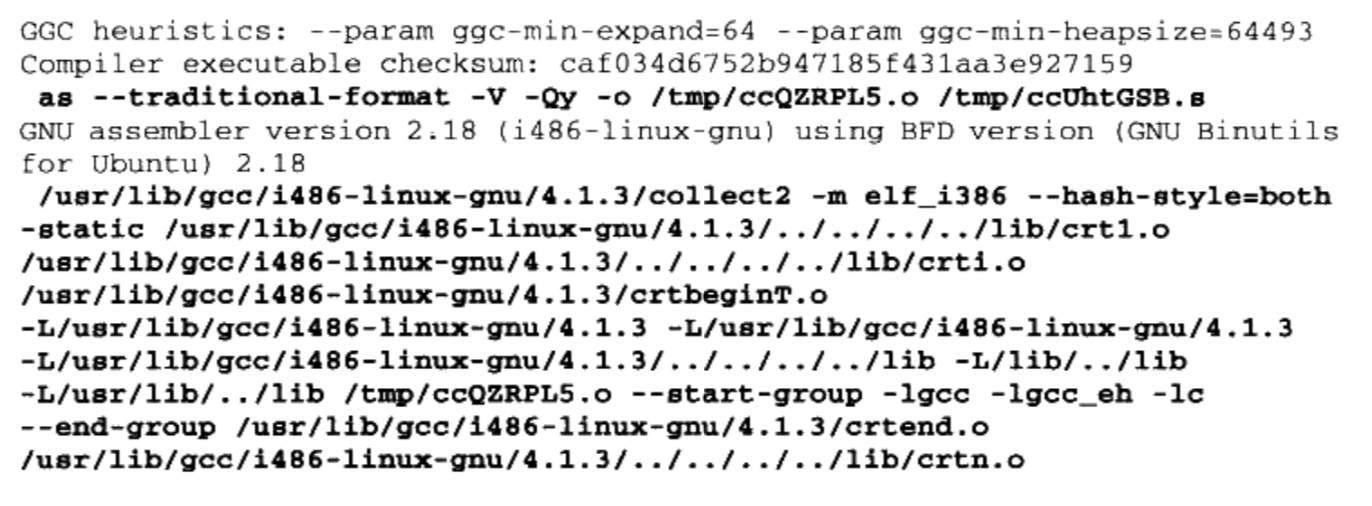 GGC heuristics: --param ggc-min-expand=64 --param ggc-min-heapsize=64493
Compiler executable checksum: caf034d6752b947185f431aa3e927159
as --traditional-format -V -Qy -o /tmp/ccQZRPL5.o /tmp/ccUhtGSB.s
GNU assembler version 2.18 (i486-linux-gnu) using BFD version (GNU Binutils
for Ubuntu) 2.18
/usr/lib/gcc/i486-linux-gnu/4.1.3/collect2 -m elf_i386 --hash-style=both
-static /usr/lib/gcc/i486-linux-gnu/4.1.3/../../../../lib/crt1.o
/usr/lib/gcc/i486-linux-gnu/4.1.3/../../../../lib/crti.o
/usr/lib/gcc/i486-linux-gnu/4.1.3/crtbeginT.o
-L/usr/lib/gcc/i486-linux-gnu/4.1.3 -L/usr/lib/gcc/i486-linux-gnu/4.1.3
-L/usr/lib/gcc/i486-linux-gnu/4.1.3/../../../../lib -L/lib/../lib
-L/usr/lib/../lib /tmp/ccQZRPL5.o --start-group -lgcc -lgcc_eh -lc
--end-group /usr/lib/gcc/i486-linux-gnu/4.1.3/crtend.o
/usr/lib/gcc/i486-linux-gnu/4.1.3/../../../../lib/crtn.o